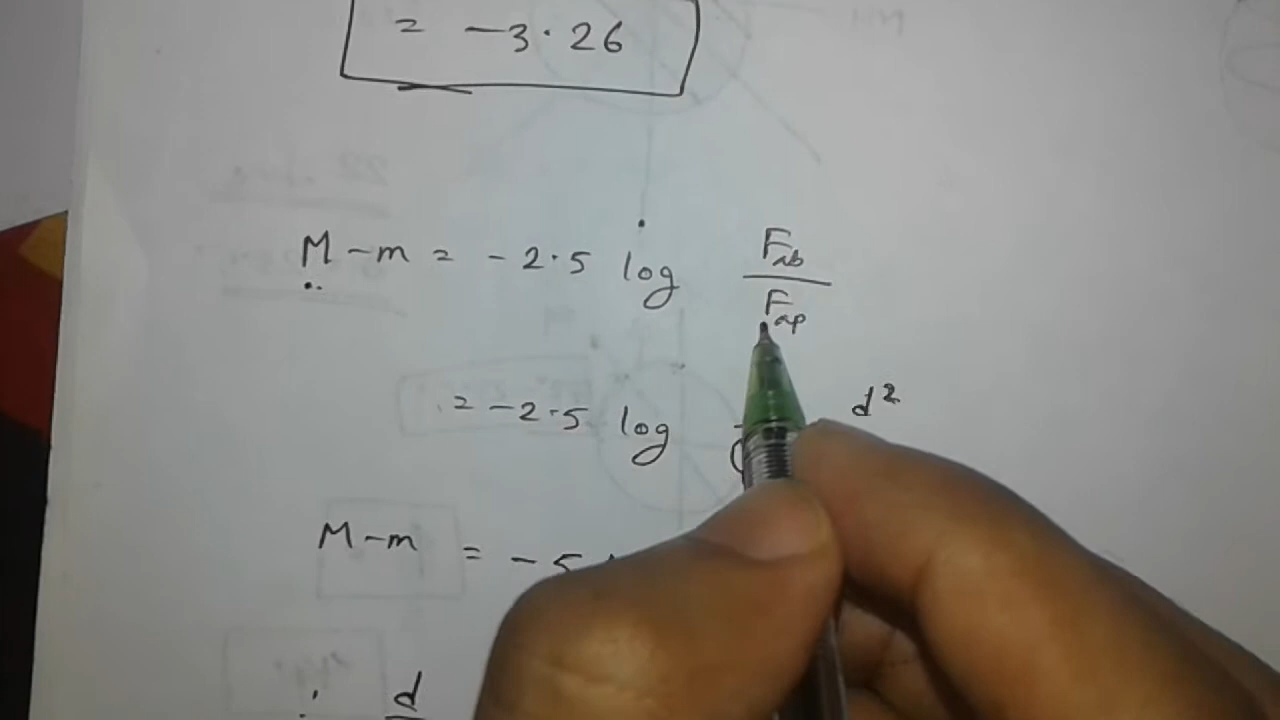 = -3.26
M - m = -2.5 log F_ab / F_ap
= -2.5 log d²
M - m = -5
d